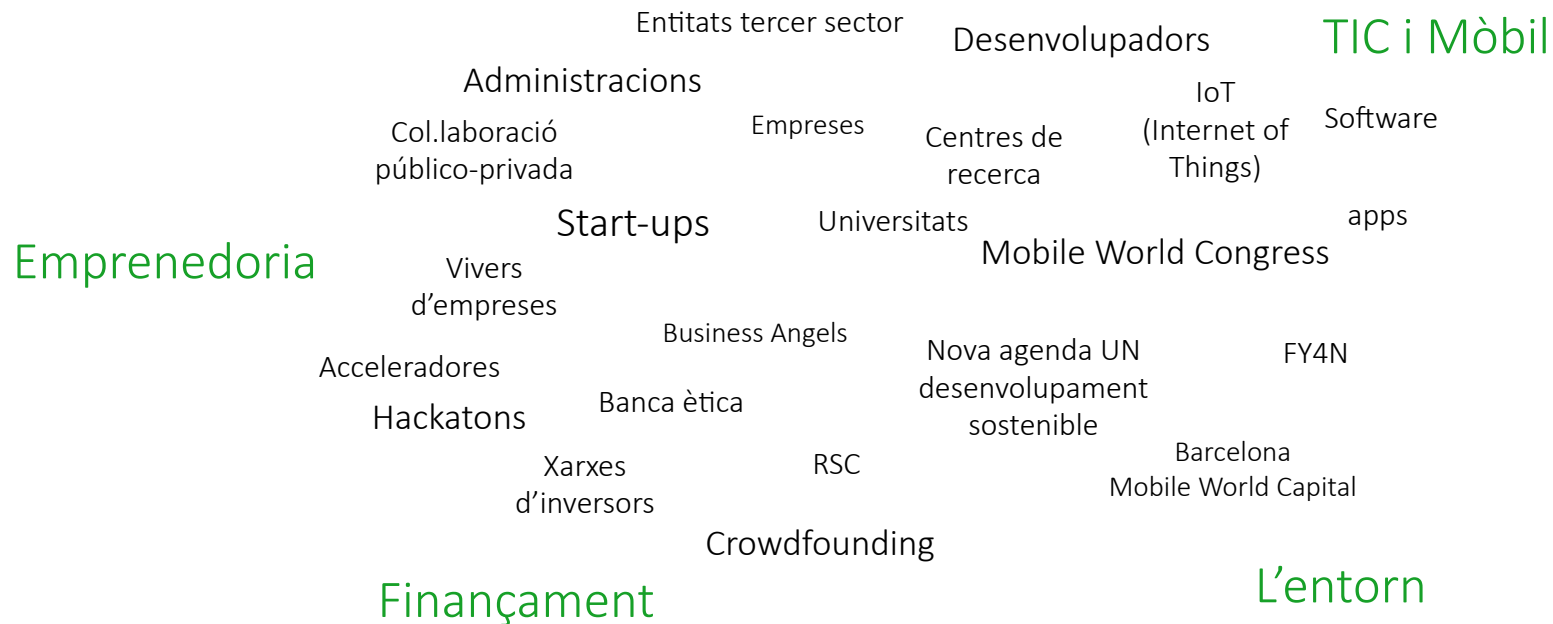 Entitats tercer sector
Desenvolupadors
TIC i Mòbil
Administracions
IoT
(Internet of
Things)
Software
Col.laboració
público-privada
Empreses
Centres de
recerca
Start-ups
Universitats
apps
Mobile World Congress
Emprenedoria
Vivers
d’empreses
Business Angels
Nova agenda UN
desenvolupament
sostenible
FY4N
Acceleradores
Hackatons
Banca ètica
Xarxes
d’inversors
RSC
Barcelona
Mobile World Capital
Crowdfounding
Finançament
L’entorn